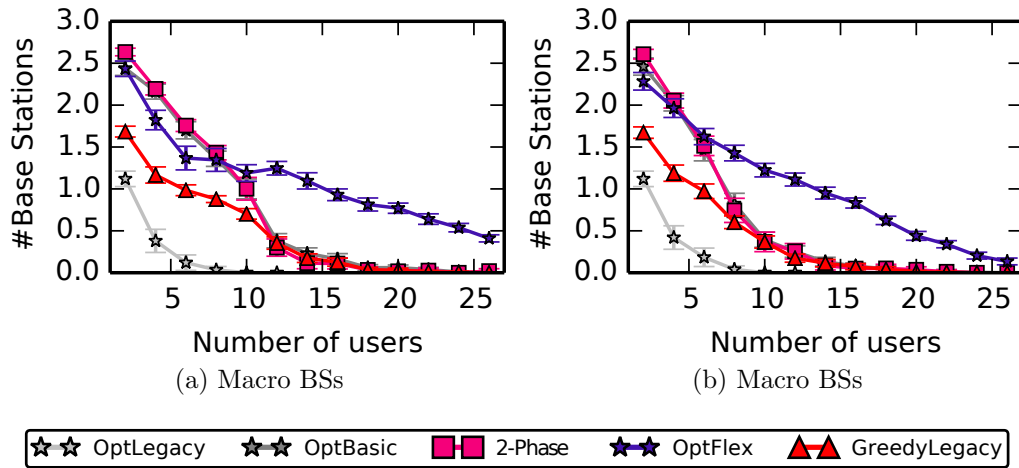 3.0
2.5
2.0
1.5
1.0
0.5
0.0
#Base Stations
5 10 15 20 25
Number of users
(a) Macro BSs
3.0
2.5
2.0
1.5
1.0
0.5
0.0
#Base Stations
5 10 15 20 25
Number of users
(b) Macro BSs
OptLegacy OptBasic 2-Phase OptFlex GreedyLegacy